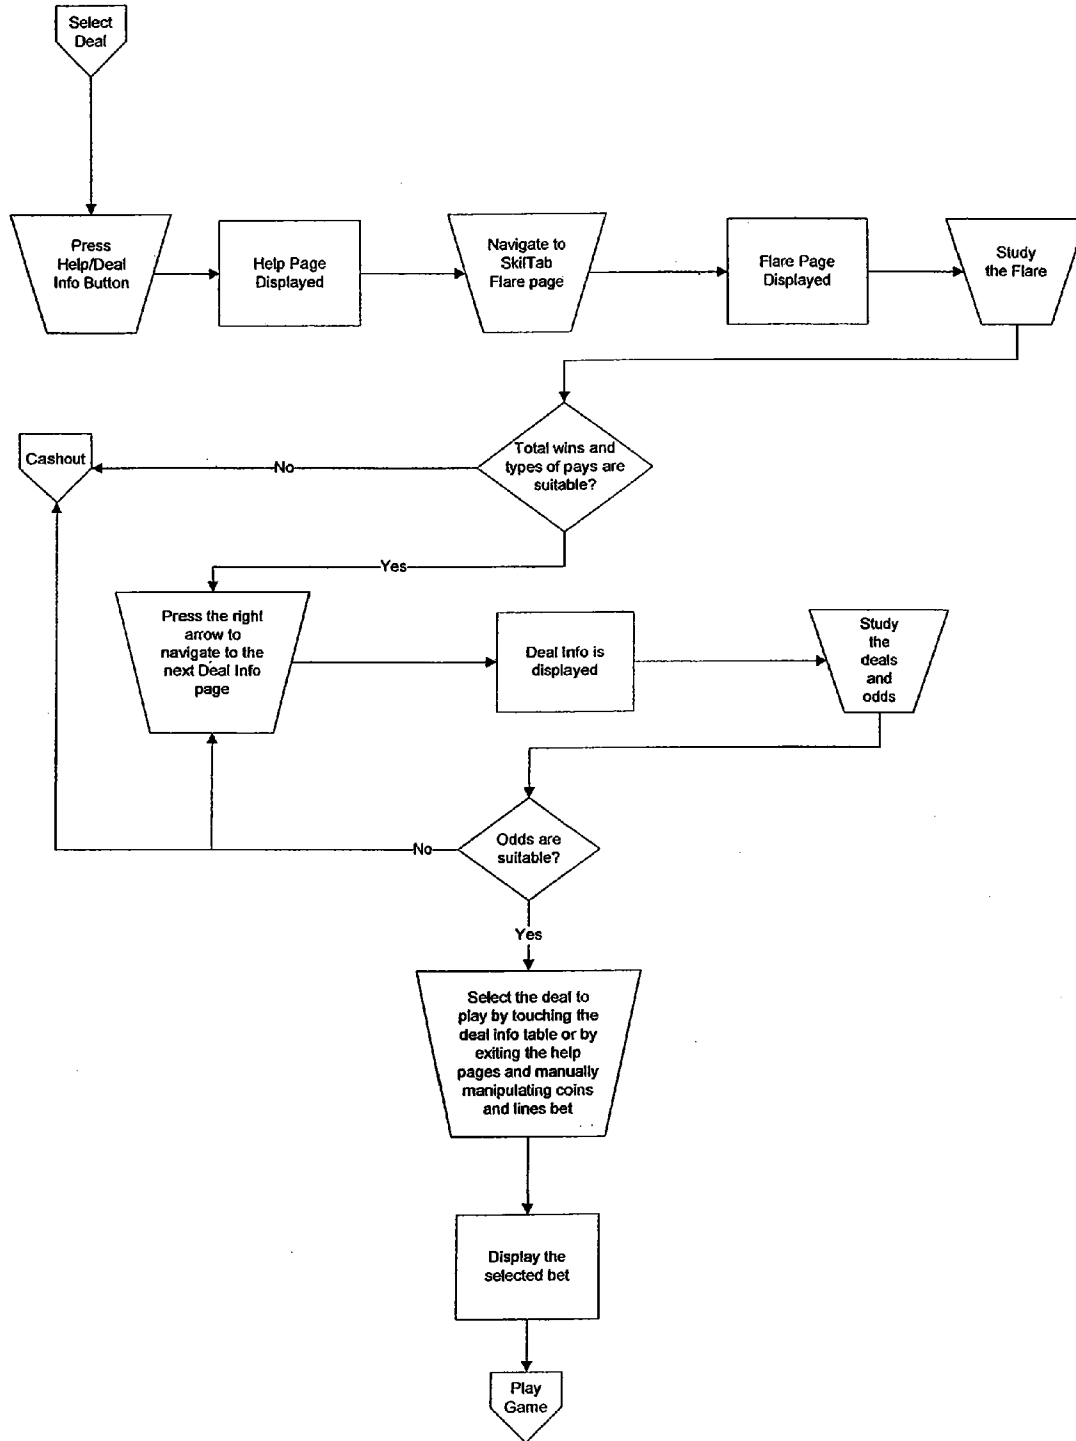 Select
Deal
Press
Help/Deal
Info Button
Help Page
Displayed
Navigate to
SkilTab
Flare page
Flare Page
Displayed
Study
the Flare
Total wins and
types of pays are
suitable?
No
Cashout
Yes
Press the right
arrow to
navigate to the
next Deal Info
page
Deal Info is
displayed
Study
the
deals
and
odds
Odds are
suitable?
No
Yes
Select the deal to
play by touching the
deal info table or by
exiting the help
pages and manually
manipulating coins
and lines bet
Display the
selected bet
Play
Game